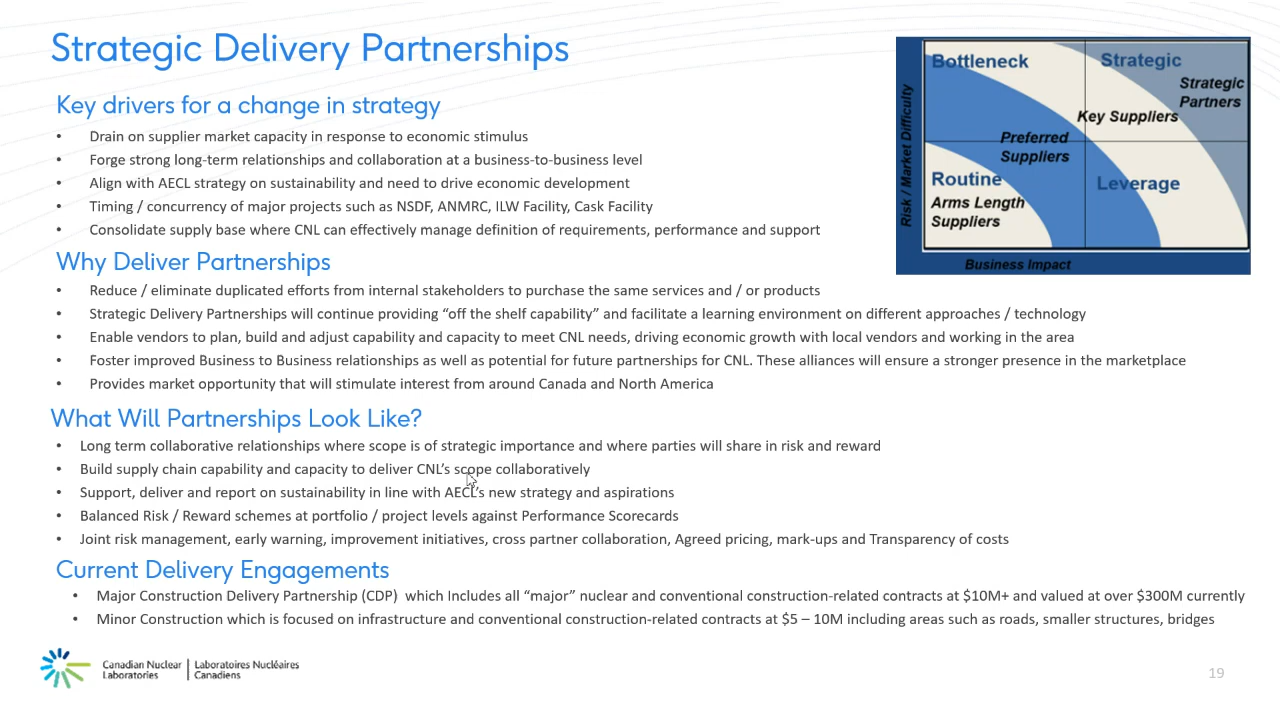 Strategic Delivery Partnerships
Key drivers for a change in strategy
• Drain on supplier market capacity in response to economic stimulus
• Forge strong long-term relationships and collaboration at a business-to-business level
• Align with AECL strategy on sustainability and need to drive economic development
• Timing / concurrency of major projects such as NSDF, ANMRC, ILW Facility, Cask Facility
• Consolidate supply base where CNL can effectively manage definition of requirements, performance and support
Bottleneck
Strategic
Strategic
Partners
Key Suppliers
Preferred
Suppliers
Routine
Arms Length
Suppliers
Leverage
Risk / Market Difficulty
Business Impact
Why Deliver Partnerships
• Reduce / eliminate duplicated efforts from internal stakeholders to purchase the same services and / or products
• Strategic Delivery Partnerships will continue providing “off the shelf capability” and facilitate a learning environment on different approaches / technology
• Enable vendors to plan, build and adjust capability and capacity to meet CNL needs, driving economic growth with local vendors and working in the area
• Foster improved Business to Business relationships as well as potential for future partnerships for CNL. These alliances will ensure a stronger presence in the marketplace
• Provides market opportunity that will stimulate interest from around Canada and North America
What Will Partnerships Look Like?
• Long term collaborative relationships where scope is of strategic importance and where parties will share in risk and reward
• Build supply chain capability and capacity to deliver CNL’s scope collaboratively
• Support, deliver and report on sustainability in line with AECL’s new strategy and aspirations
• Balanced Risk / Reward schemes at portfolio / project levels against Performance Scorecards
• Joint risk management, early warning, improvement initiatives, cross partner collaboration, Agreed pricing, mark-ups and Transparency of costs
Current Delivery Engagements
• Major Construction Delivery Partnership (CDP) which Includes all “major” nuclear and conventional construction-related contracts at $10M+ and valued at over $300M currently
• Minor Construction which is focused on infrastructure and conventional construction-related contracts at $5 – 10M including areas such as roads, smaller structures, bridges
Canadian Nuclear
Laboratories
Laboratoires Nucléaires
Canadiens
19